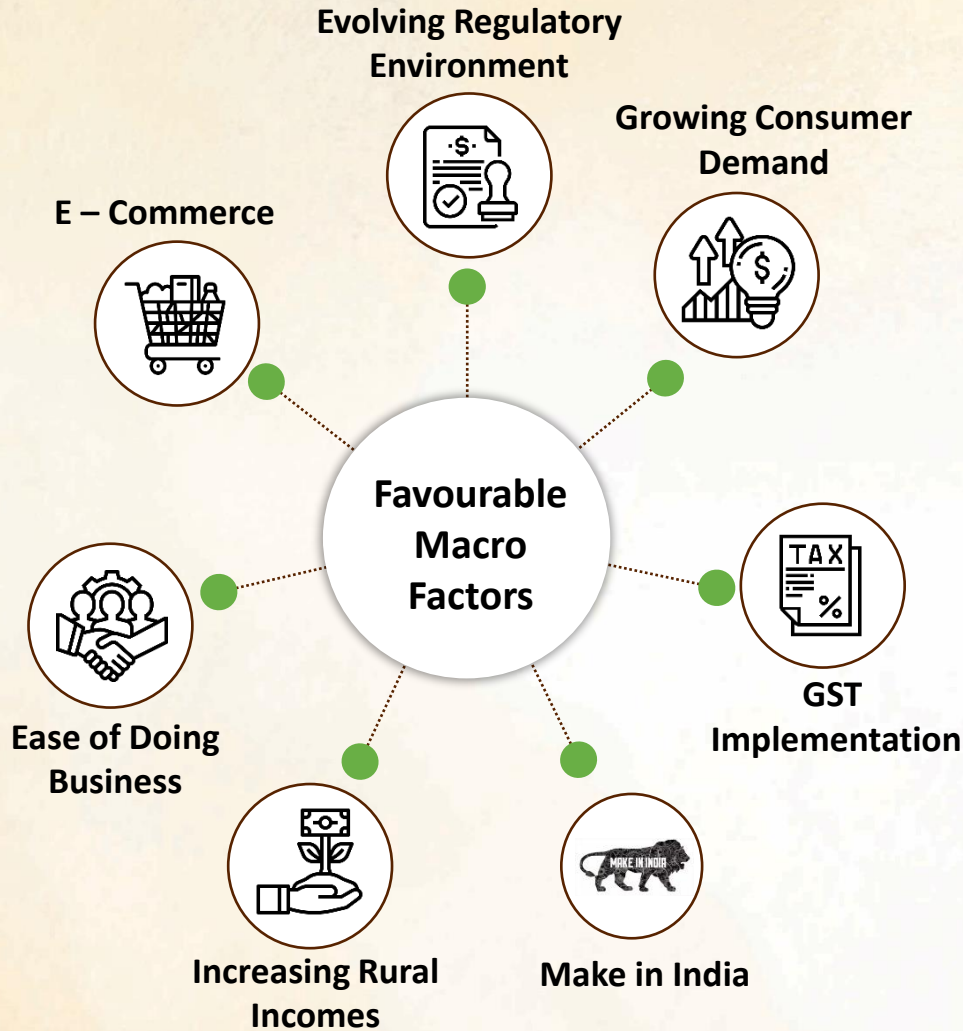 Evolving Regulatory
Environment
Growing Consumer
Demand
E – Commerce
·$·
$
Favourable
Macro
Factors
TAX
%
GST
Implementation
Ease of Doing
Business
MAKE IN INDIA
Increasing Rural
Incomes
Make in India